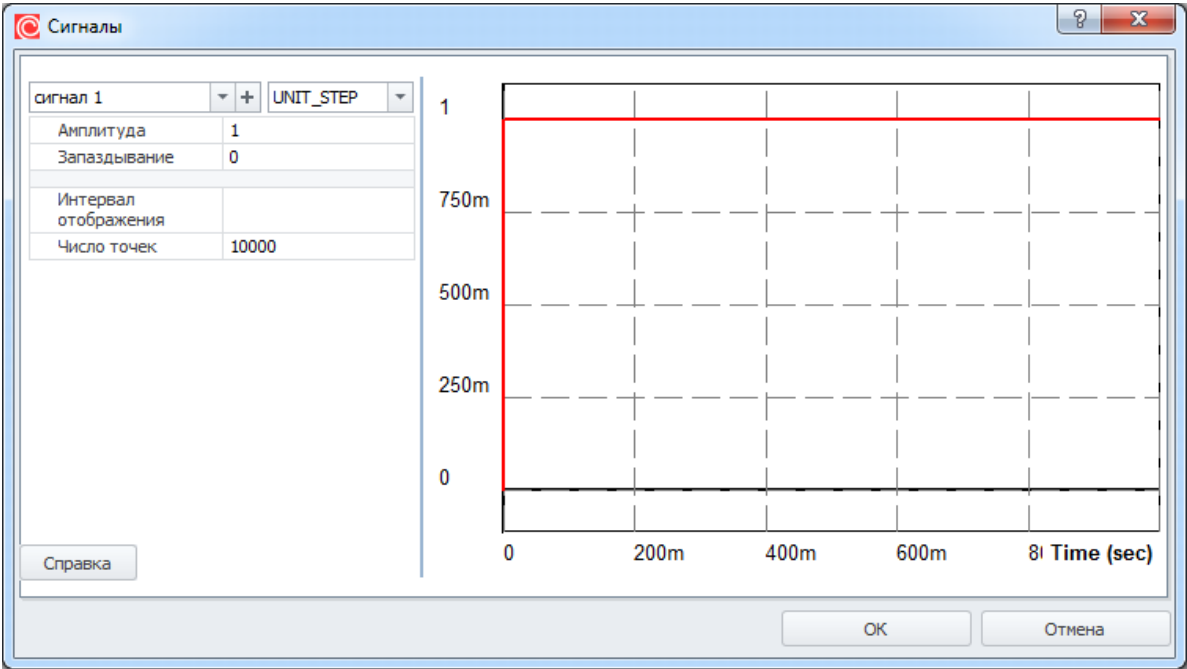 Сигналы
?
сигнал 1 + UNIT_STEP
Амплитуда 1
Запаздывание 0
Интервал
отображения
Число точек 10000
1
750m
500m
250m
0
0 200m 400m 600m 8 Time (sec)
Справка
OK Отмена